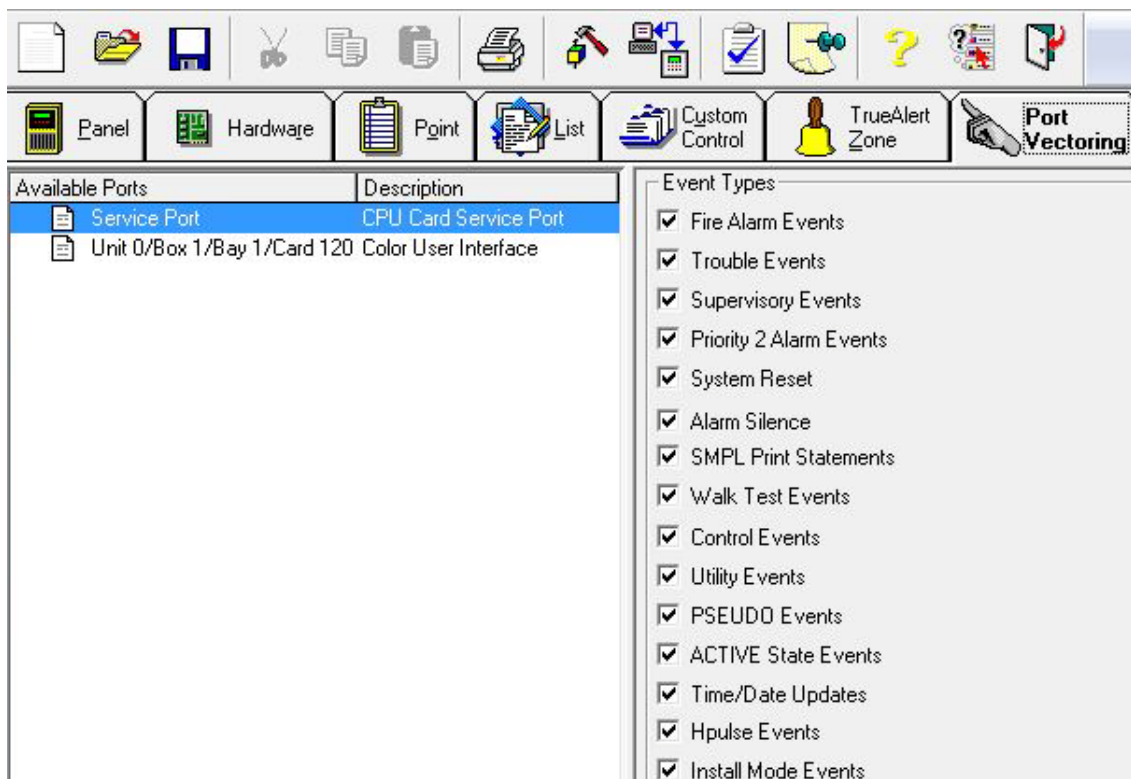 Panel
Hardware
Point
List
Custom
Control
TrueAlert
Zone
Port
Vectoring
Available Ports Description
Service Port CPU Card Service Port
Unit 0/Box 1/Bay 1/Card 120 Color User Interface
Event Types
Fire Alarm Events
Trouble Events
Supervisory Events
Priority 2 Alarm Events
System Reset
Alarm Silence
SMPL Print Statements
Walk Test Events
Control Events
Utility Events
PSEUDO Events
ACTIVE State Events
Time/Date Updates
Hpulse Events
Install Mode Events